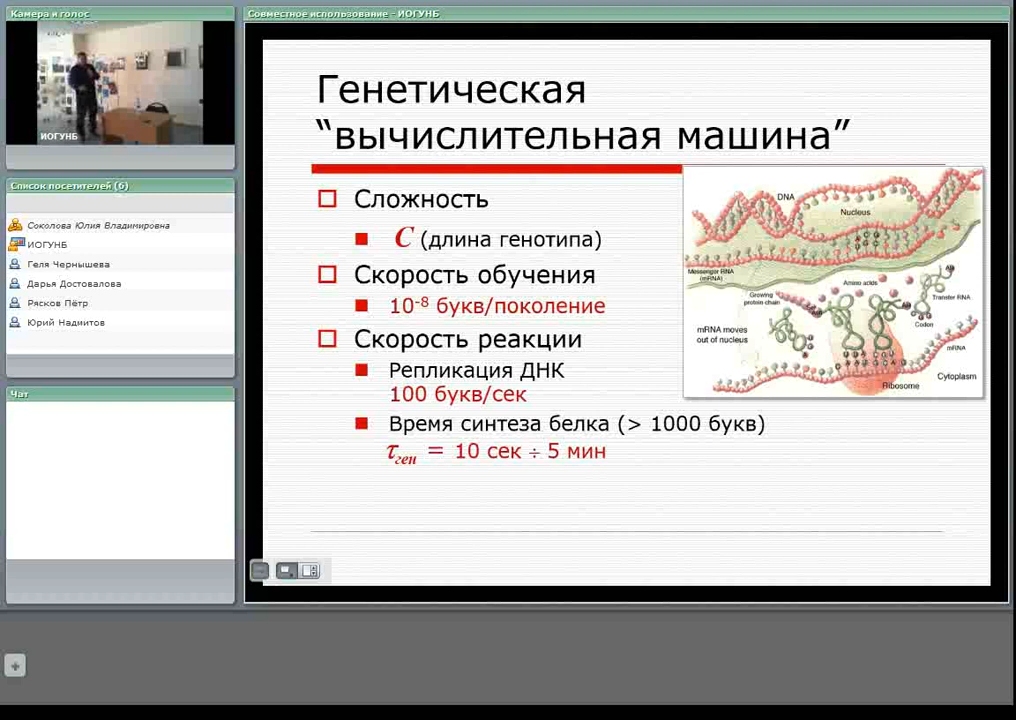 Камера и голос
ИОГУНБ
Список посетителей (6)
Соколова Юлия Владимировна
ИОГУНБ
Геля Чернышева
Дарья Достовалова
Рясков Пётр
Юрий Надмитов
Чат
Совместное использование - ИОГУНБ
Генетическая
“вычислительная машина”
Сложность
C (длина генотипа)
Скорость обучения
10⁻⁸ букв/поколение
Скорость реакции
Репликация ДНК
100 букв/сек
Время синтеза белка (> 1000 букв)
τген = 10 сек ÷ 5 мин
DNA
Nucleus
Messenger RNA
(mRNA)
Amino acids
Ala
Growing
protein chain
Transfer RNA
Codon
mRNA moves
out of nucleus
mRNA
Cytoplasm
Ribosome